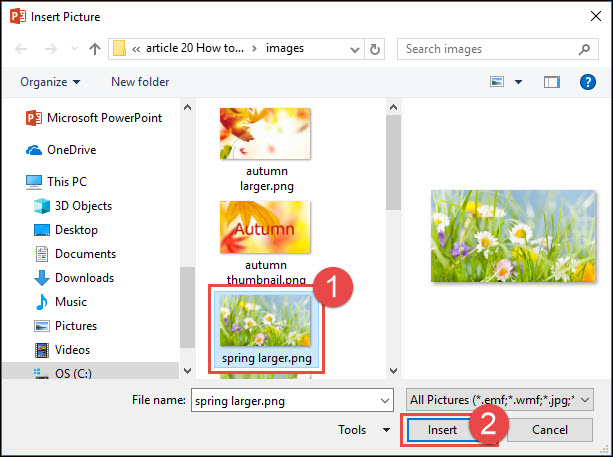 Insert Picture
« article 20 How to... > images
Search images
Organize
New folder
Microsoft PowerPoint
OneDrive
This PC
3D Objects
Desktop
Documents
Downloads
Music
Pictures
Videos
OS (C:)
autumn
larger.png
Autumn
autumn
thumbnail.png
1
spring larger.png
File name:
spring larger.png
All Pictures (*.emf;*.wmf;*.jpg;*
Tools
Insert
2
Cancel